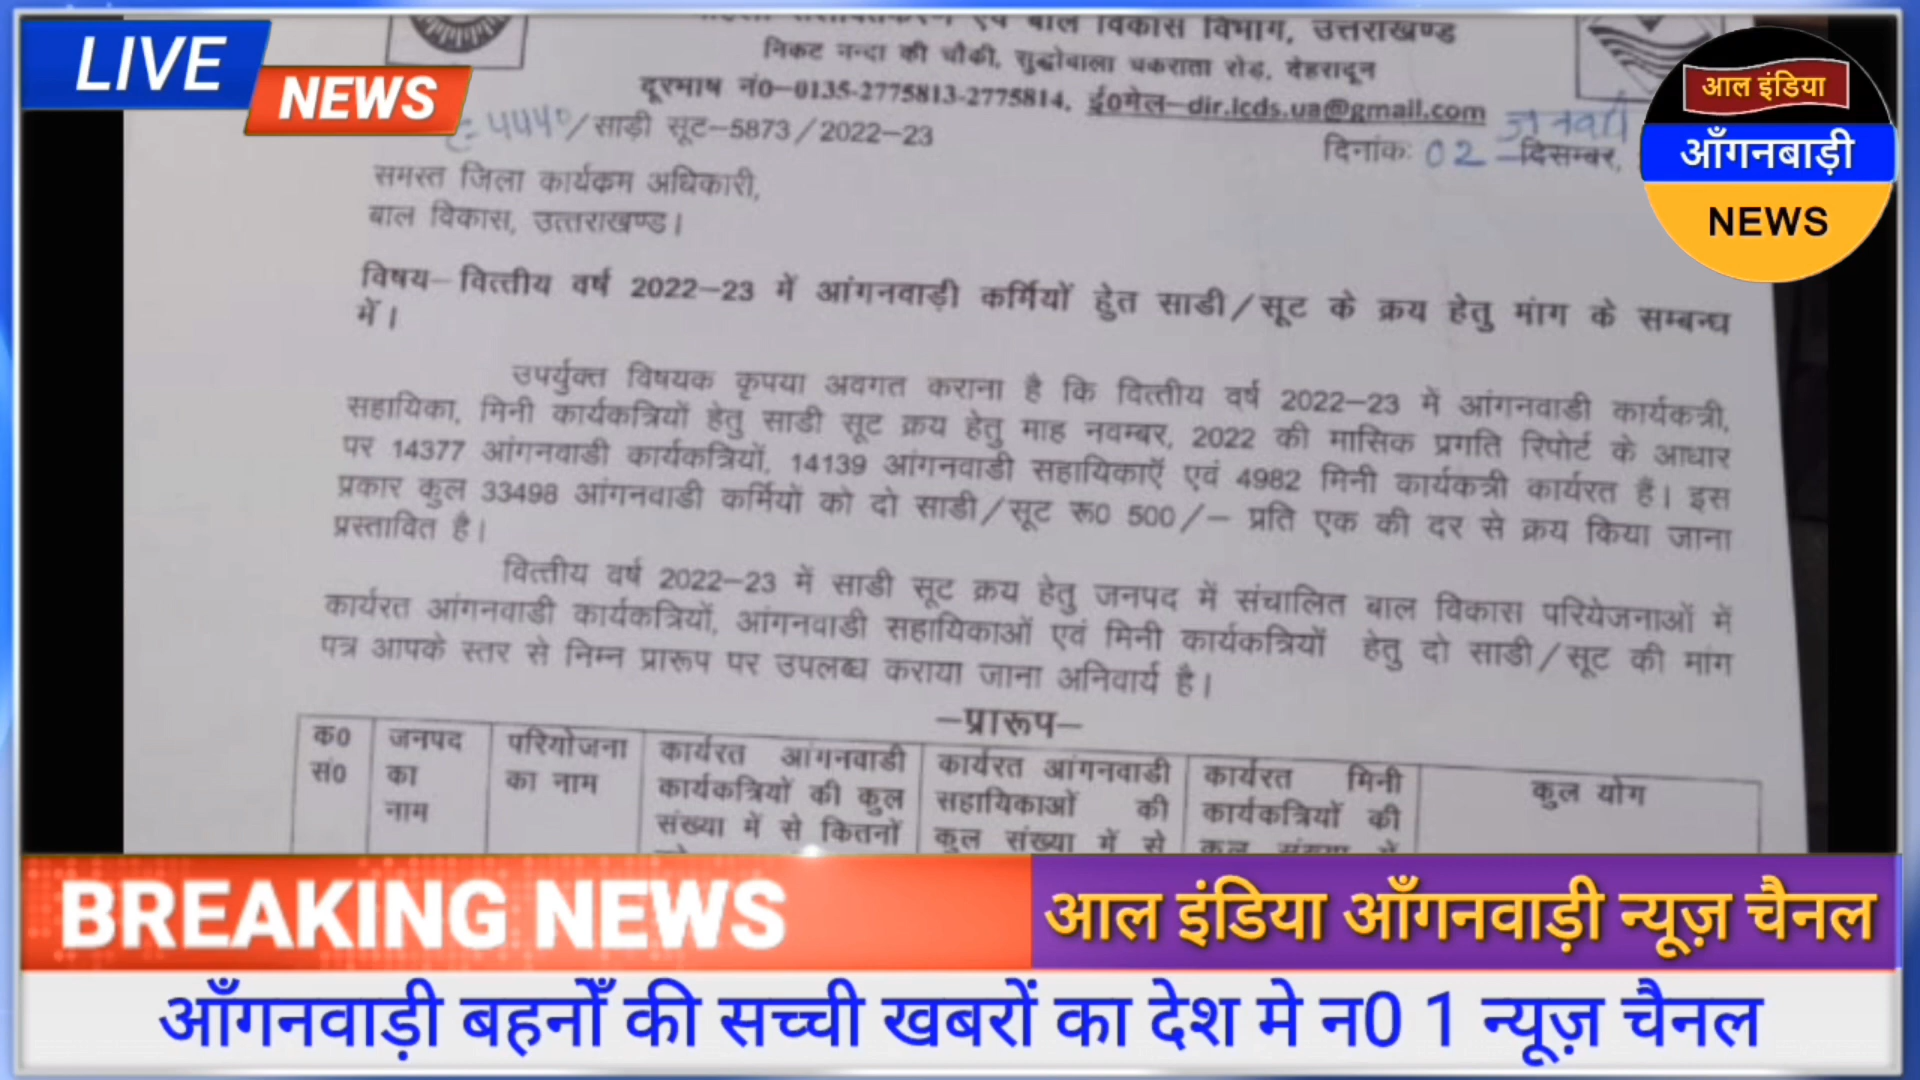 LIVE
NEWS
आल इंडिया
आँगनबाड़ी
NEWS
एवं बाल विकास विभाग, उत्तराखण्ड
निकट नन्दा की चौकी, सुद्धोवाला चकराता रोड़, देहरादून
दूरभाष नं0–0135-2775813-2775814, ई0मेल–dir.icds.ua@gmail.com
/साड़ी सूट–5873/2022–23
जनवरी
दिनांकः 02 –दिसम्बर,
समस्त जिला कार्यकम अधिकारी,
बाल विकास, उत्तराखण्ड।
विषय– वित्तीय वर्ष 2022–23 में आंगनवाड़ी कर्मियों हुेत साडी/सूट के क्रय हेतु मांग के सम्बन्ध
में।
उपर्युक्त विषयक कृपया अवगत कराना है कि वित्तीय वर्ष 2022–23 में आंगनवाडी कार्यकत्री,
सहायिका, मिनी कार्यकत्रियों हेतु साडी सूट क्रय हेतु माह नवम्बर, 2022 की मासिक प्रगति रिपोर्ट के आधार
पर 14377 आंगनवाडी कार्यकत्रियों, 14139 आंगनवाडी सहायिकाऍ एवं 4982 मिनी कार्यकत्री कार्यरत हैं। इस
प्रकार कुल 33498 आंगनवाडी कर्मियों को दो साडी/सूट रू0 500/– प्रति एक की दर से क्रय किया जाना
प्रस्तावित है।
वित्तीय वर्ष 2022–23 में साडी सूट क्रय हेतु जनपद में संचालित बाल विकास परियेजनाओं में
कार्यरत आंगनवाडी कार्यकत्रियों, आंगनवाडी सहायिकाओं एवं मिनी कार्यकत्रियों हेतु दो साडी/सूट की मांग
पत्र आपके स्तर से निम्न प्रारूप पर उपलब्ध कराया जाना अनिवार्य है।
–प्रारूप–
क0 सं0
जनपद का नाम
परियोजना का नाम
कार्यरत आंगनवाडी कार्यकत्रियों की कुल संख्या में से कितनों
कार्यरत आंगनवाडी सहायिकाओं की कुल संख्या में से
कार्यरत मिनी कार्यकत्रियों की कुल संख्या में
कुल योग
BREAKING NEWS
आल इंडिया आँगनवाड़ी न्यूज़ चैनल
आँगनवाड़ी बहनोँ की सच्ची खबरों का देश मे न0 1 न्यूज़ चैनल